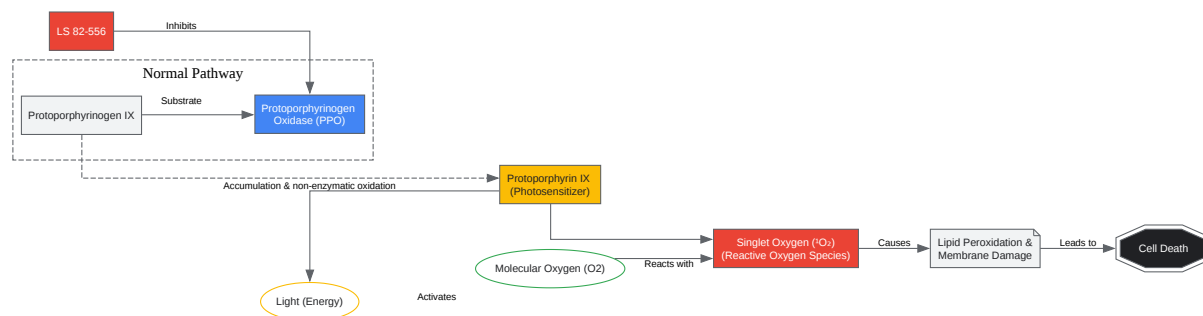 LS 82-556
Inhibits
Normal Pathway
Protoporphyrinogen IX
Substrate
Protoporphyrinogen
Oxidase (PPO)
Accumulation & non-enzymatic oxidation
Protoporphyrin IX
(Photosensitizer)
Singlet Oxygen (¹O₂)
(Reactive Oxygen Species)
Causes
Lipid Peroxidation &
Membrane Damage
Leads to
Cell Death
Molecular Oxygen (O2)
Reacts with
Light (Energy)
Activates